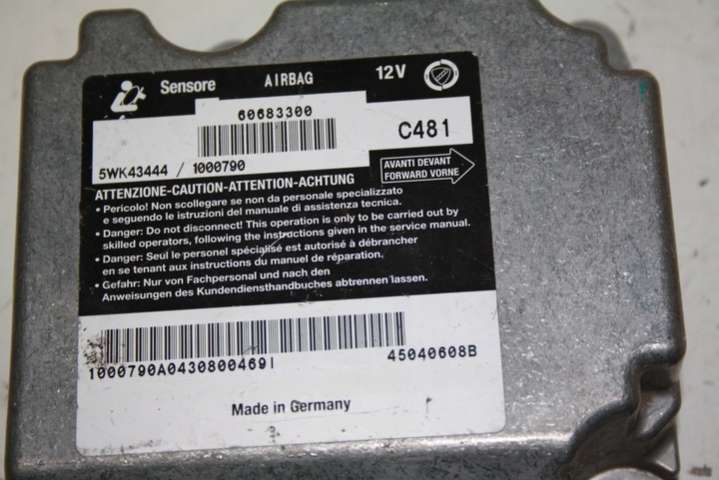 Sensore AIRBAG 12V
60683300
C481
5WK43444 / 1000790
AVANTI DEVANT
FORWARD VORNE
ATTENZIONE-CAUTION-ATTENTION-ACHTUNG
• Pericolo! Non scollegare se non da personale specializzato
e seguendo le istruzioni del manuale di assistenza tecnica.
• Danger: Do not disconnect! This operation is only to be carried out by
skilled operators, following the instructions given in the service manual.
• Danger: Seul le personel spécialisé est autorisé à débrancher
en se tenant aux instructions du manuel de réparation.
• Gefahr: Nur von Fachpersonal und nach den
Anweisungen des Kundendiensthandbuches abtrennen lassen.
1000790A0430800469I 45040608B
Made in Germany